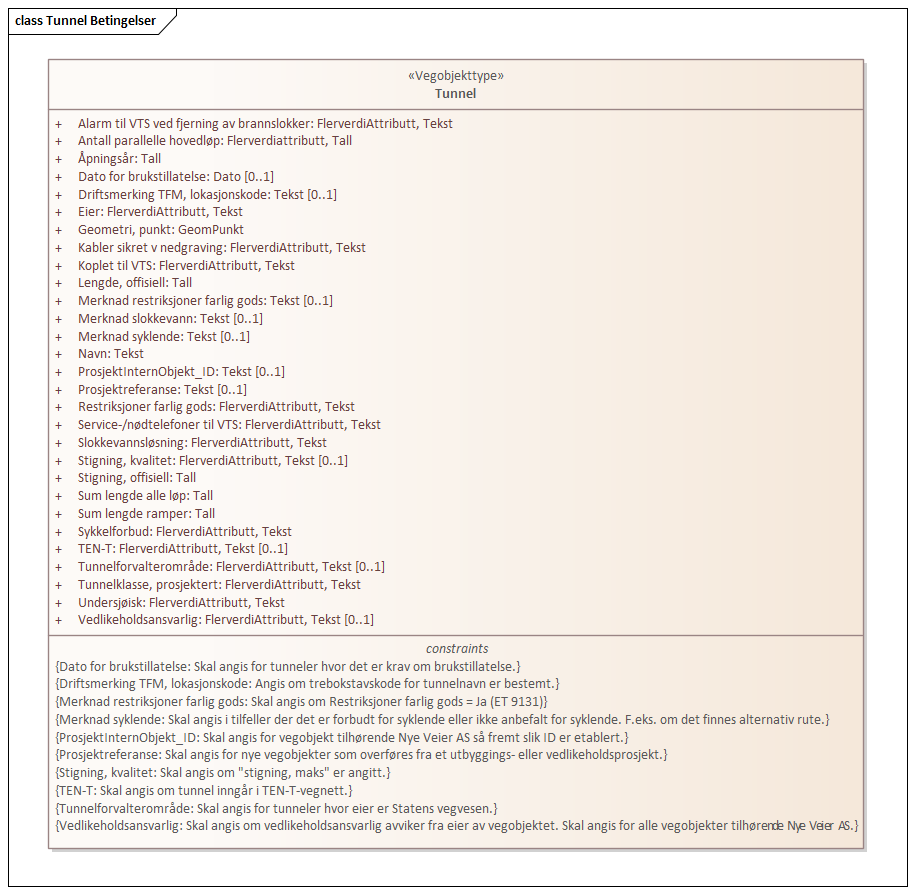 class Tunnel Betingelser
«Vegobjekttype»
Tunnel
+ Alarm til VTS ved fjerning av brannslokker: FlerverdiAttributt, Tekst
+ Antall parallelle hovedløp: Flerverdiattributt, Tall
+ Åpningsår: Tall
+ Dato for brukstillatelse: Dato [0..1]
+ Driftsmerking TFM, lokasjonskode: Tekst [0..1]
+ Eier: FlerverdiAttributt, Tekst
+ Geometri, punkt: GeomPunkt
+ Kabler sikret v nedgraving: FlerverdiAttributt, Tekst
+ Koplet til VTS: FlerverdiAttributt, Tekst
+ Lengde, offisiell: Tall
+ Merknad restriksjoner farlig gods: Tekst [0..1]
+ Merknad slokkevann: Tekst [0..1]
+ Merknad syklende: Tekst [0..1]
+ Navn: Tekst
+ ProsjektInternObjekt_ID: Tekst [0..1]
+ Prosjektreferanse: Tekst [0..1]
+ Restriksjoner farlig gods: FlerverdiAttributt, Tekst
+ Service-/nødtelefoner til VTS: FlerverdiAttributt, Tekst
+ Slokkevannsløsning: FlerverdiAttributt, Tekst
+ Stigning, kvalitet: FlerverdiAttributt, Tekst [0..1]
+ Stigning, offisiell: Tall
+ Sum lengde alle løp: Tall
+ Sum lengde ramper: Tall
+ Sykkelforbud: FlerverdiAttributt, Tekst
+ TEN-T: FlerverdiAttributt, Tekst [0..1]
+ Tunnelforvalterområde: FlerverdiAttributt, Tekst [0..1]
+ Tunnelklasse, prosjektert: FlerverdiAttributt, Tekst
+ Undersjøisk: FlerverdiAttributt, Tekst
+ Vedlikeholdsansvarlig: FlerverdiAttributt, Tekst [0..1]
constraints
{Dato for brukstillatelse: Skal angis for tunneler hvor det er krav om brukstillatelse.}
{Driftsmerking TFM, lokasjonskode: Angis om trebokstavskode for tunnelnavn er bestemt.}
{Merknad restriksjoner farlig gods: Skal angis om Restriksjoner farlig gods = Ja (ET 9131)}
{Merknad syklende: Skal angis i tilfeller der det er forbudt for syklende eller ikke anbefalt for syklende. F.eks. om det finnes alternativ rute.}
{ProsjektInternObjekt_ID: Skal angis for vegobjekt tilhørende Nye Veier AS så fremt slik ID er etablert.}
{Prosjektreferanse: Skal angis for nye vegobjekter som overføres fra et utbyggings- eller vedlikeholdsprosjekt.}
{Stigning, kvalitet: Skal angis om "stigning, maks" er angitt.}
{TEN-T: Skal angis om tunnel inngår i TEN-T-vegnett.}
{Tunnelforvalterområde: Skal angis for tunneler hvor eier er Statens vegvesen.}
{Vedlikeholdsansvarlig: Skal angis om vedlikeholdsansvarlig avviker fra eier av vegobjektet. Skal angis for alle vegobjekter tilhørende Nye Veier AS.}